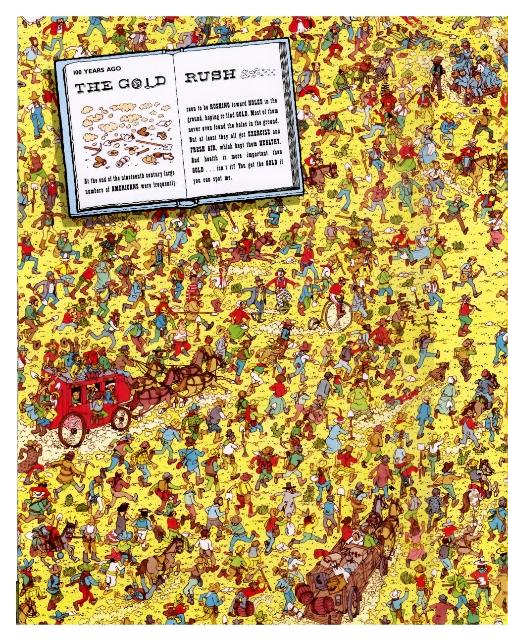 100 YEARS AGO
THE GOLD RUSH
At the end of the nineteenth century large
numbers of AMERICANS were frequently
seen to be RUSHING toward HOLES in the
ground, hoping to find GOLD. Most of them
never even found the holes in the ground.
But at least they all got EXERCISE and
FRESH AIR, which kept them HEALTHY.
And health is more important than
GOLD . . . isn't it? You get the GOLD if
you can spot me.